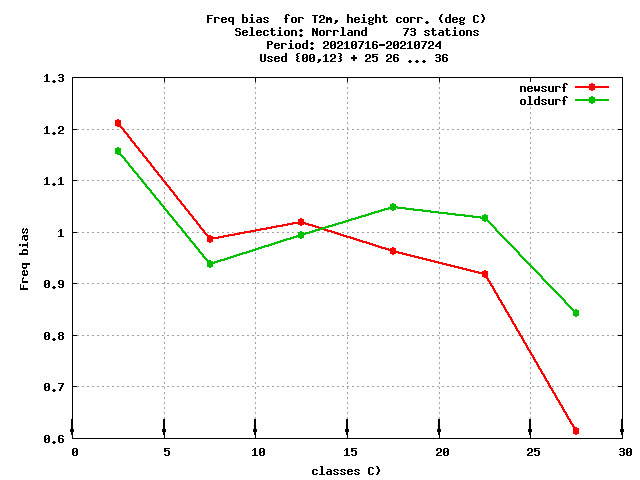 Freq bias  for T2m, height corr. (deg C)
Selection: Norrland     73 stations
Period: 20210716-20210724
Used {00,12} + 25 26 ... 36
newsurf
oldsurf
1.3
1.2
1.1
1
0.9
0.8
0.7
0.6
Freq bias
0 5 10 15 20 25 30
classes C)